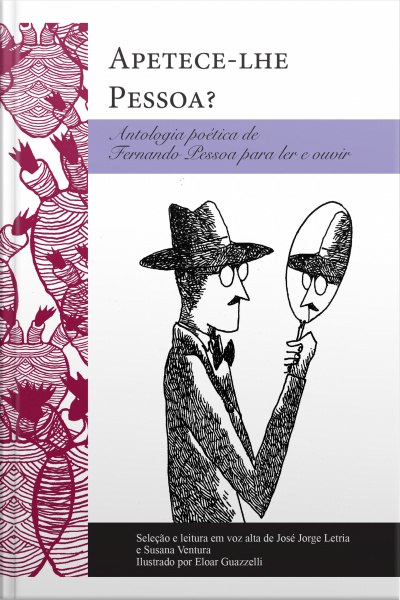 Apetece-lhe
Pessoa?
Antologia poética de
Fernando Pessoa para ler e ouvir
Seleção e leitura em voz alta de José Jorge Letria
e Susana Ventura
Ilustrado por Eloar Guazzelli